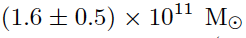 (1.6 ± 0.5) × 10¹¹ M☉